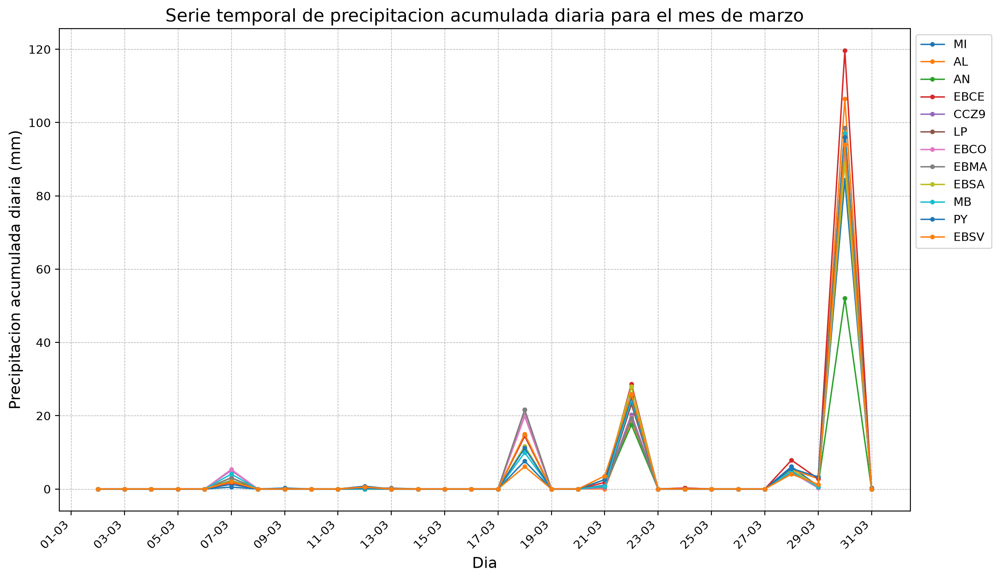 Serie temporal de precipitacion acumulada diaria para el mes de marzo
Precipitacion acumulada diaria (mm)
120
100
80
60
40
20
0
01-03
03-03
05-03
07-03
09-03
11-03
13-03
15-03
17-03
19-03
21-03
23-03
25-03
27-03
29-03
31-03
Dia
MI
AL
AN
EBCE
CCZ9
LP
EBCO
EBMA
EBSA
MB
PY
EBSV